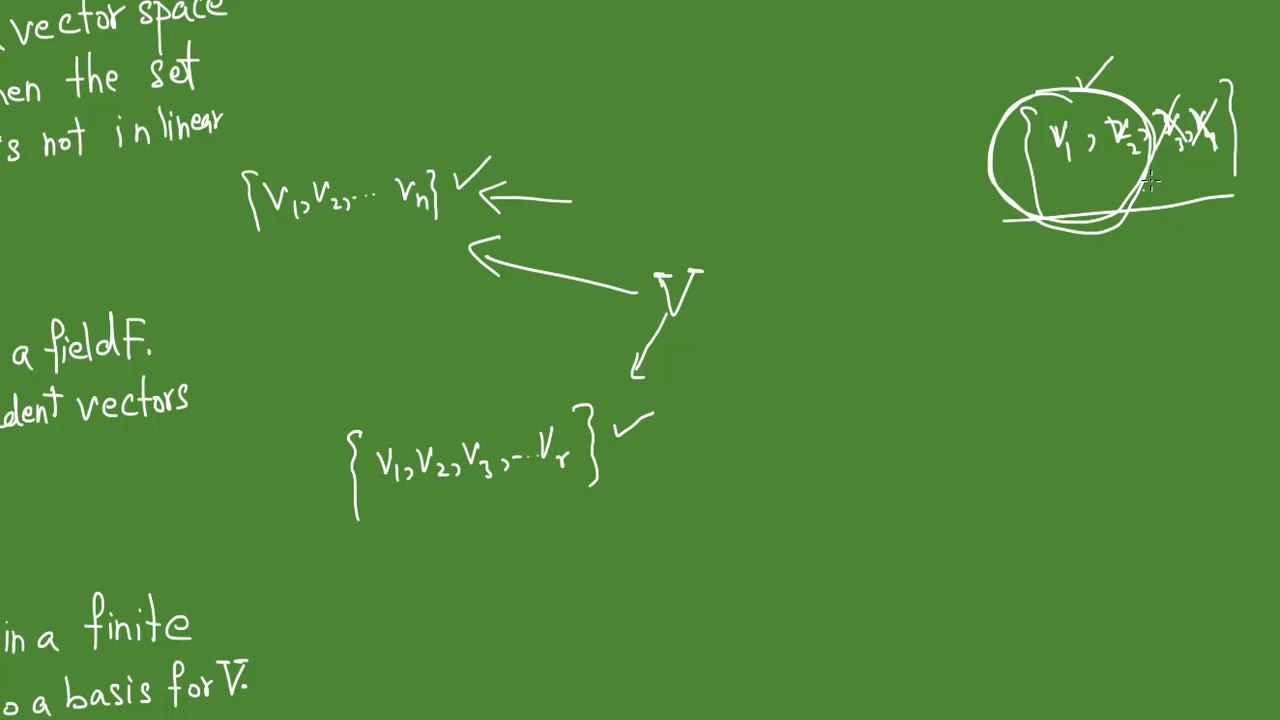 vector space
hen the set
s not in linear
{V₁, V₂, ... Vₙ}
{V₁, V₂, V₃, V₄}
V
a field F.
dent vectors
{V₁, V₂, V₃, ... Vᵣ}
in a finite
o a basis for V.